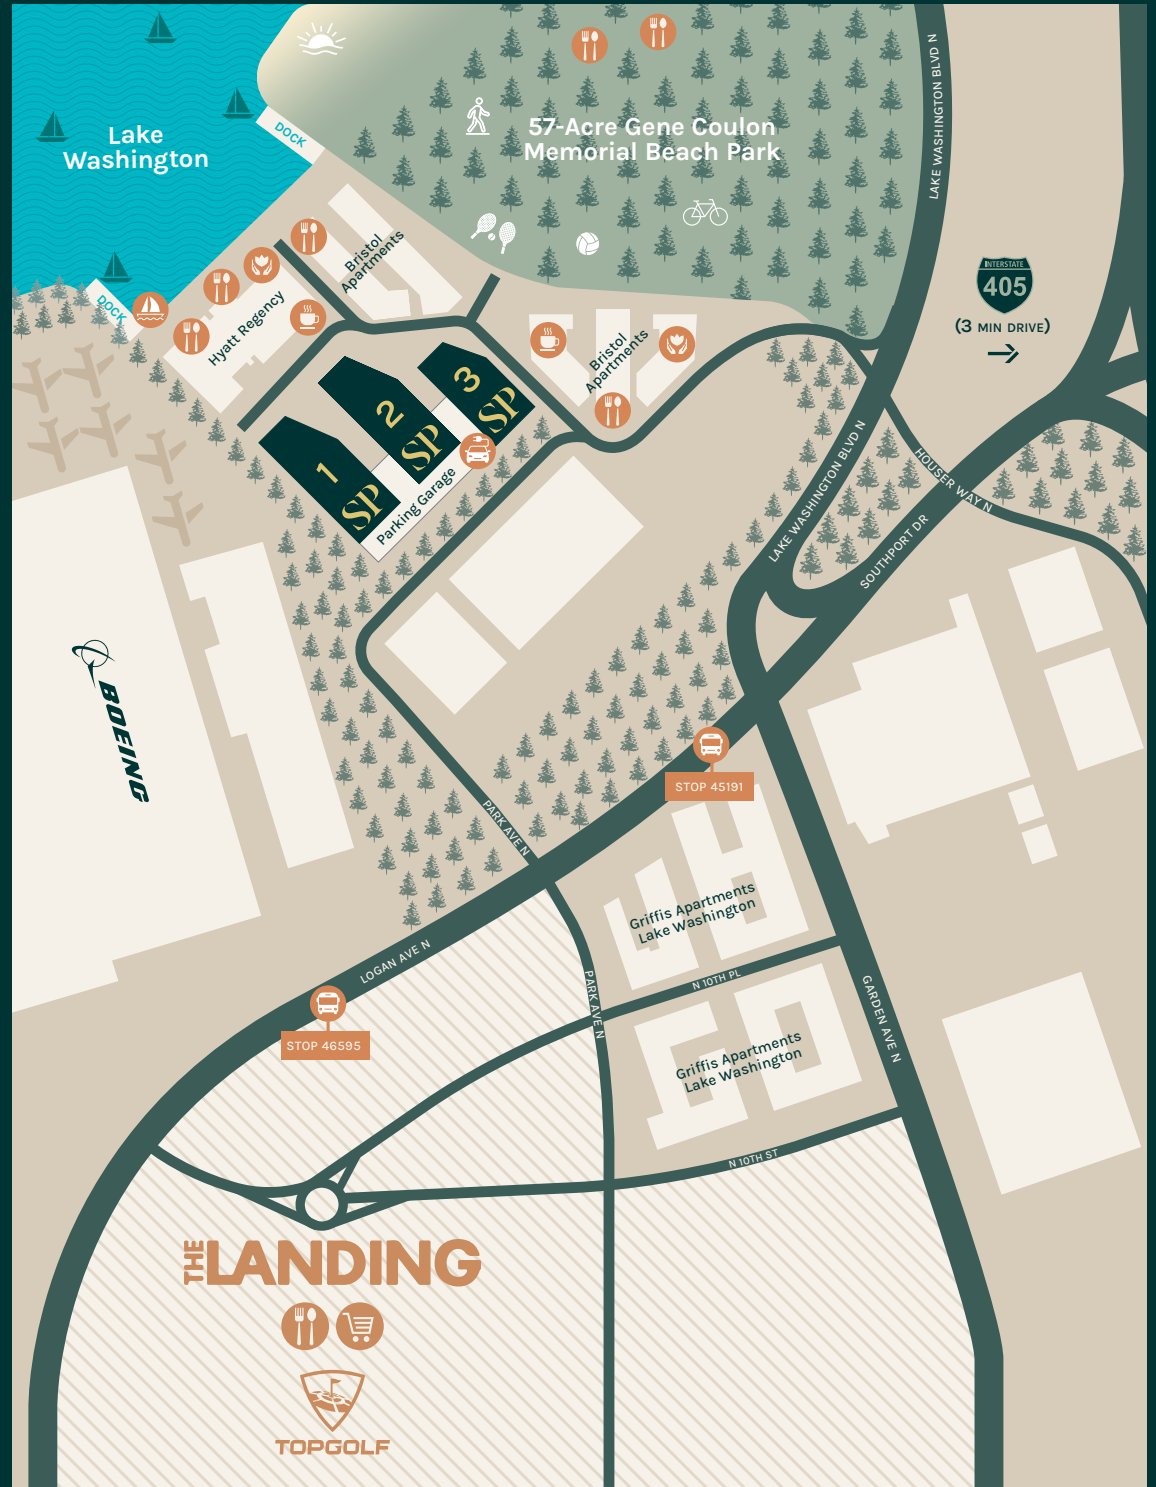 LAKE WASHINGTON BLVD N
57-Acre Gene Coulon
Memorial Beach Park
Lake
Washington
DOCK
Bristol
Apartments
INTERSTATE
405
(3 MIN DRIVE)
DOCK
Hyatt Regency
Bristol
Apartments
1
SP
2
SP
3
SP
Parking Garage
LAKE WASHINGTON BLVD N
HOUSER WAY N
SOUTHPORT DR
BOEING
STOP 45191
PARK AVE N
Griffis Apartments
Lake Washington
LOGAN AVE N
PARK AVE N
N 10TH PL
GARDEN AVE N
STOP 46595
Griffis Apartments
Lake Washington
N 10TH ST
THE LANDING
TOPGOLF